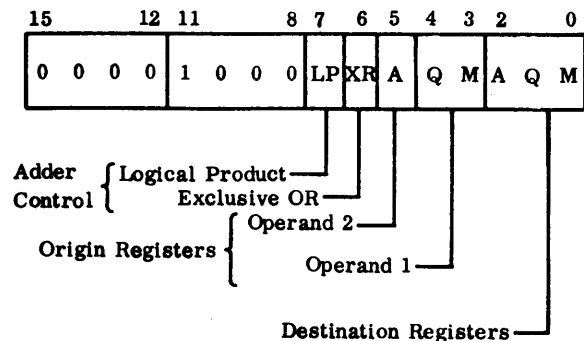 15 12 11 8 7 6 5 4 3 2 0
0 0 0 0 1 0 0 0 LP XR A Q M A Q M
Adder Control { Logical Product
Exclusive OR
Origin Registers { Operand 2
Operand 1
Destination Registers